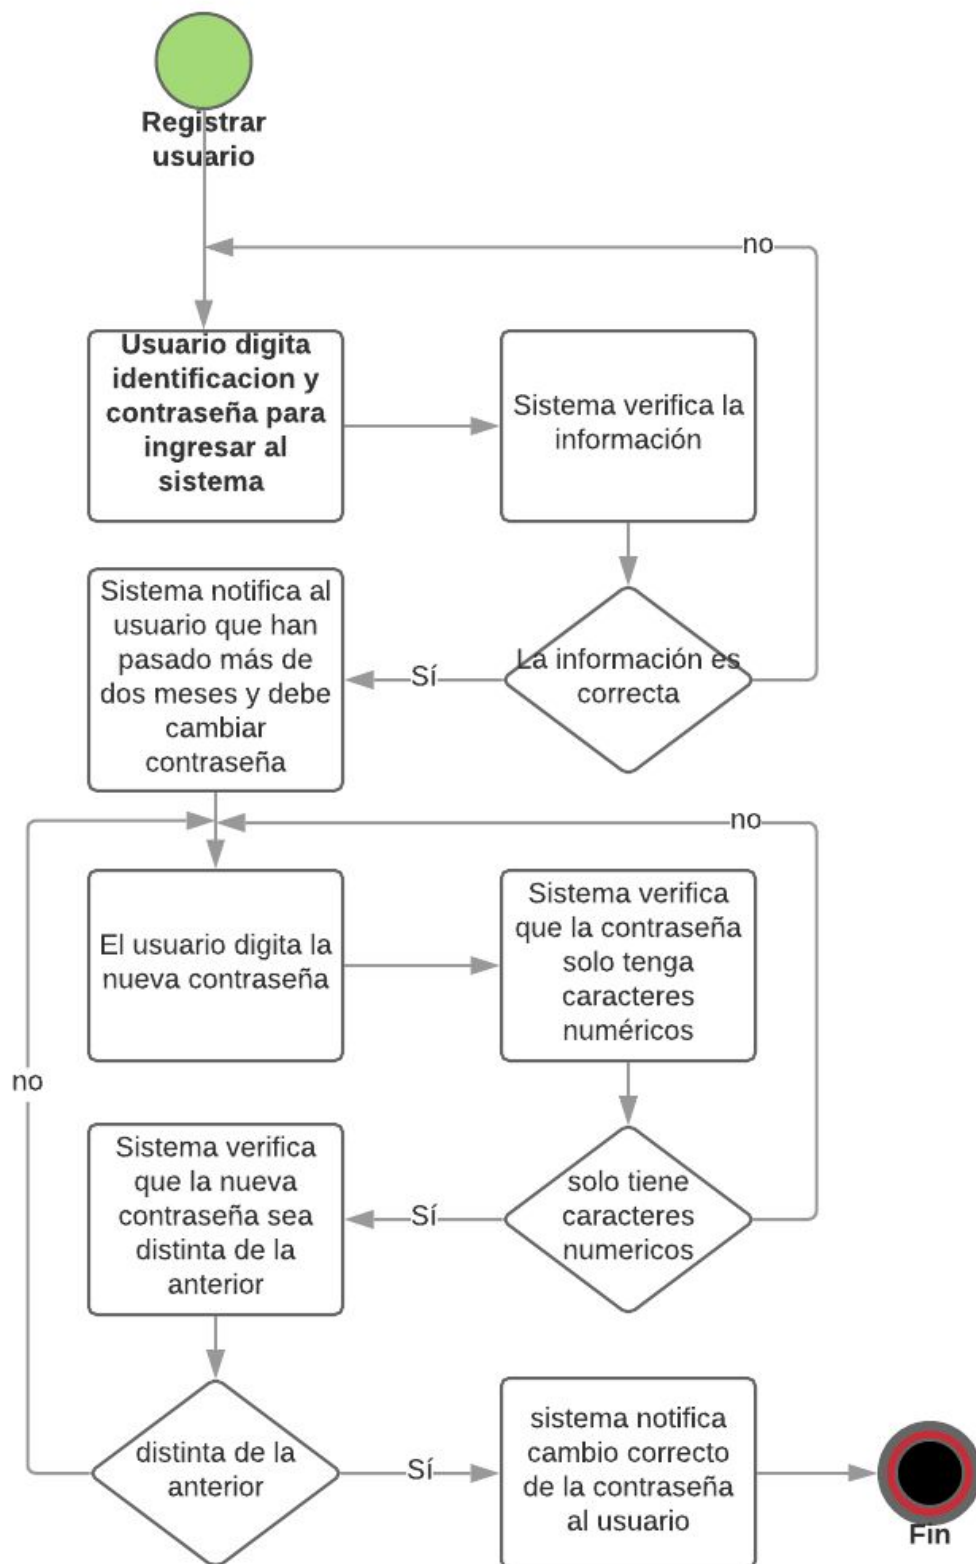 Registrar
usuario
no
Usuario digita
identificacion y
contraseña para
ingresar al
sistema
Sistema verifica la
información
La información es
correcta
Sí
Sistema notifica al
usuario que han
pasado más de
dos meses y debe
cambiar
contraseña
no
El usuario digita la
nueva contraseña
Sistema verifica
que la contraseña
solo tenga
caracteres
numéricos
no
solo tiene
caracteres
numericos
Sí
Sistema verifica
que la nueva
contraseña sea
distinta de la
anterior
distinta de la
anterior
Sí
sistema notifica
cambio correcto
de la contraseña
al usuario
Fin